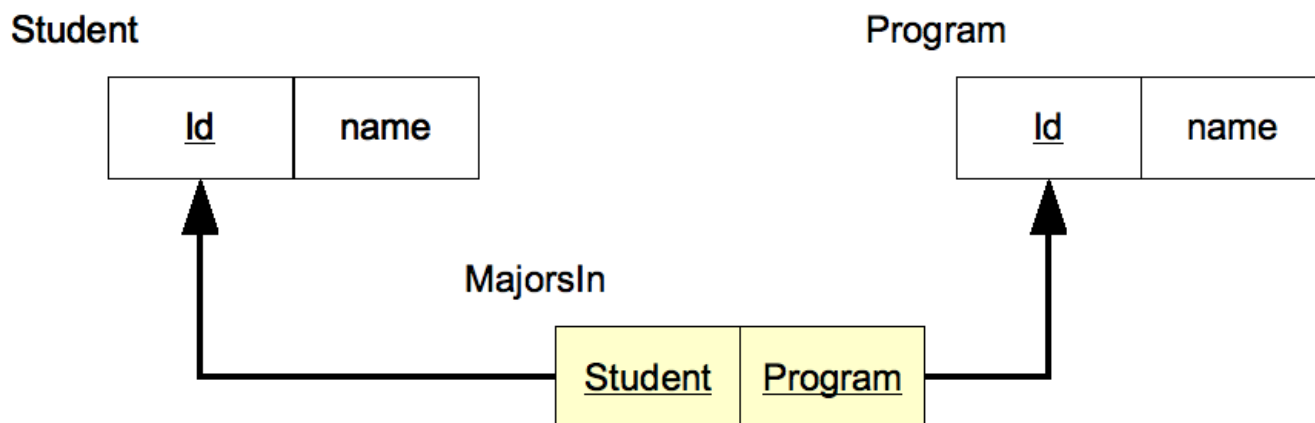 Student
Program
Id name
Id name
MajorsIn
Student Program